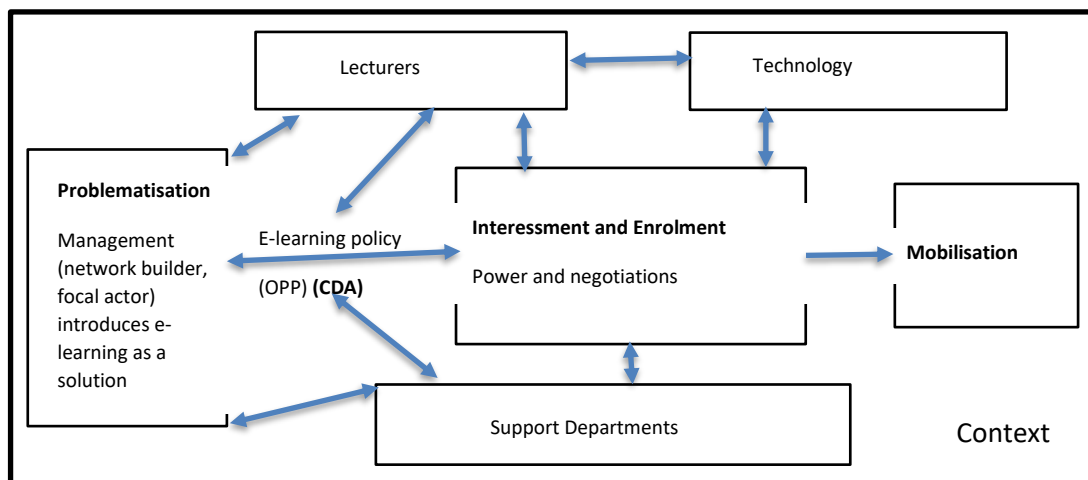 Lecturers
Technology
Problematisation
Management
(network builder,
focal actor)
introduces e-
learning as a
solution
E-learning policy
(OPP) (CDA)
Interessment and Enrolment
Power and negotiations
Mobilisation
Support Departments
Context